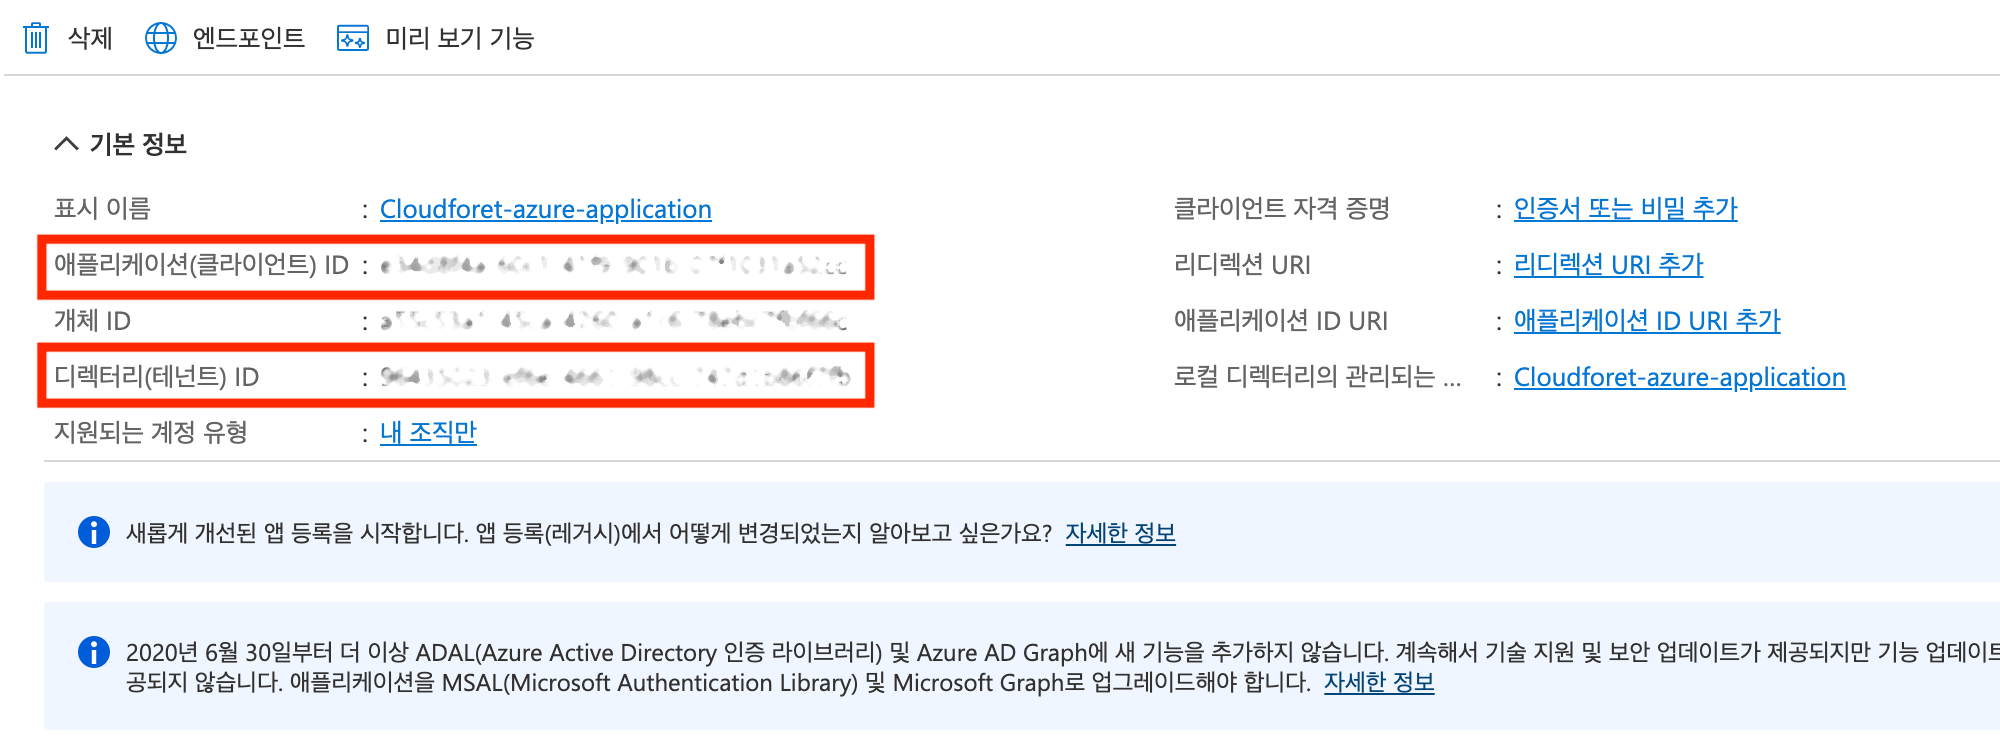 삭제 엔드포인트 미리 보기 기능
기본 정보
표시 이름 : Cloudforet-azure-application
애플리케이션(클라이언트) ID :
개체 ID :
디렉터리(테넌트) ID :
지원되는 계정 유형 : 내 조직만
클라이언트 자격 증명 : 인증서 또는 비밀 추가
리디렉션 URI : 리디렉션 URI 추가
애플리케이션 ID URI : 애플리케이션 ID URI 추가
로컬 디렉터리의 관리되는 ... : Cloudforet-azure-application
새롭게 개선된 앱 등록을 시작합니다. 앱 등록(레거시)에서 어떻게 변경되었는지 알아보고 싶은가요? 자세한 정보
2020년 6월 30일부터 더 이상 ADAL(Azure Active Directory 인증 라이브러리) 및 Azure AD Graph에 새 기능을 추가하지 않습니다. 계속해서 기술 지원 및 보안 업데이트가 제공되지만 기능 업데이트
공되지 않습니다. 애플리케이션을 MSAL(Microsoft Authentication Library) 및 Microsoft Graph로 업그레이드해야 합니다. 자세한 정보